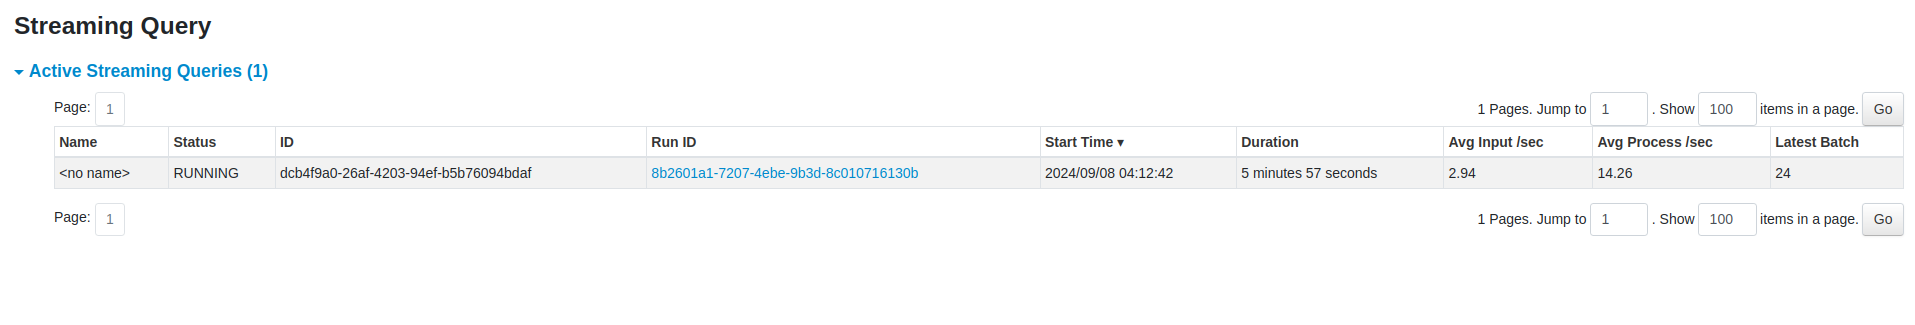 Streaming Query
Active Streaming Queries (1)
Page: 1
1 Pages. Jump to 1 . Show 100 items in a page. Go
Name Status ID Run ID Start Time ▾ Duration Avg Input /sec Avg Process /sec Latest Batch
<no name> RUNNING dcb4f9a0-26af-4203-94ef-b5b76094bdaf 8b2601a1-7207-4ebe-9b3d-8c010716130b 2024/09/08 04:12:42 5 minutes 57 seconds 2.94 14.26 24
Page: 1
1 Pages. Jump to 1 . Show 100 items in a page. Go